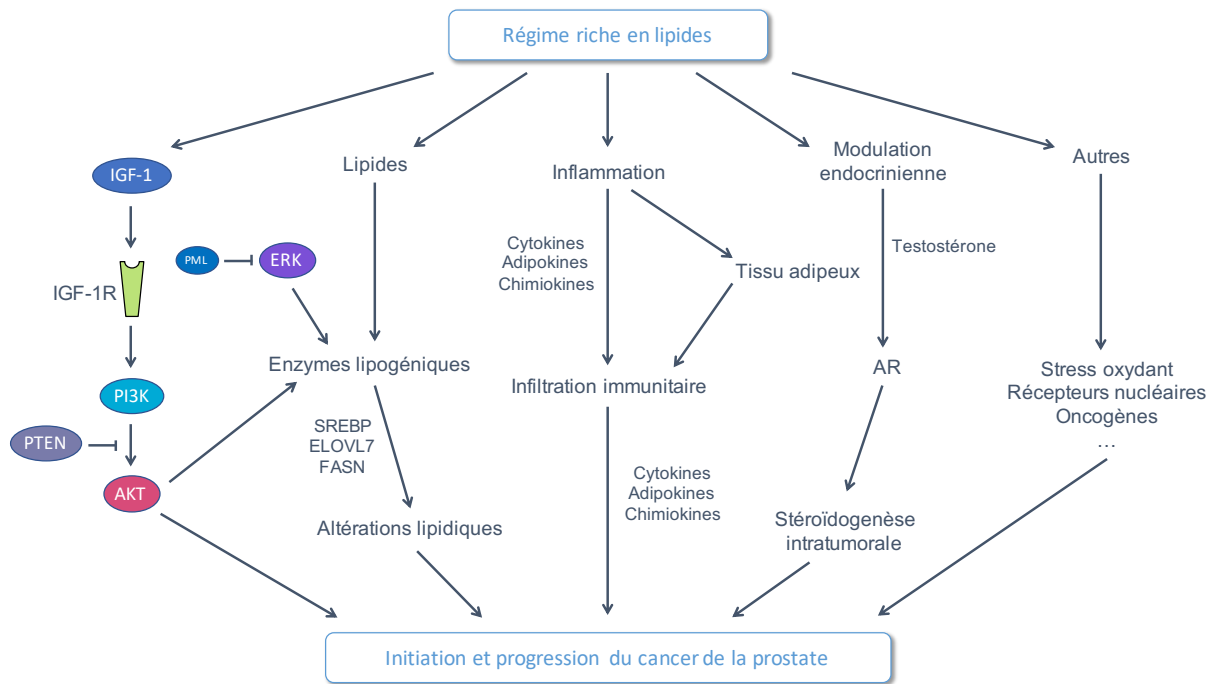 Régime riche en lipides
IGF-1
Lipides
Inflammation
Modulation
endocrinienne
Autres
PML
ERK
Cytokines
Adipokines
Chimiokines
Testostérone
Tissu adipeux
IGF-1R
Enzymes lipogéniques
AR
Stress oxydant
Récepteurs nucléaires
Oncogènes
…
Infiltration immunitaire
PI3K
PTEN
SREBP
ELOVL7
FASN
AKT
Cytokines
Adipokines
Chimiokines
Altérations lipidiques
Stéroïdogenèse
intratumorale
Initiation et progression du cancer de la prostate